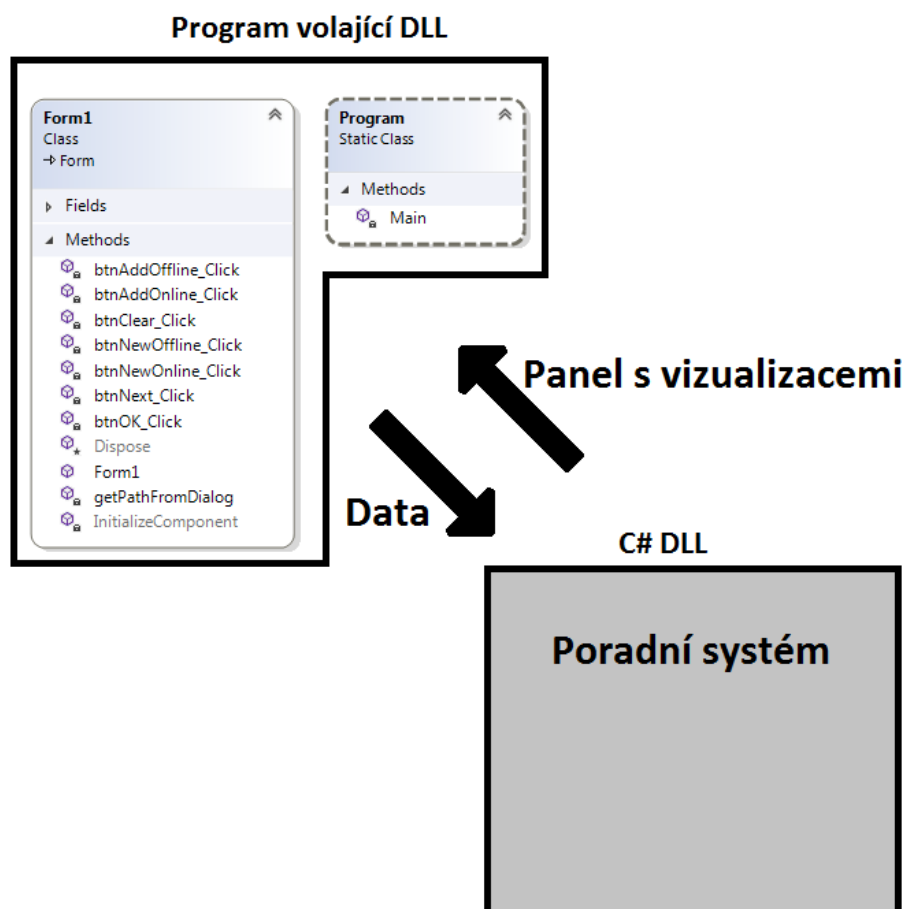 Program volající DLL
Form1
Class
Form
Fields
Methods
btnAddOffline_Click
btnAddOnline_Click
btnClear_Click
btnNewOffline_Click
btnNewOnline_Click
btnNext_Click
btnOK_Click
Dispose
Form1
getPathFromDialog
InitializeComponent
Program
Static Class
Methods
Main
Panel s vizualizacemi
Data
C# DLL
Poradní systém